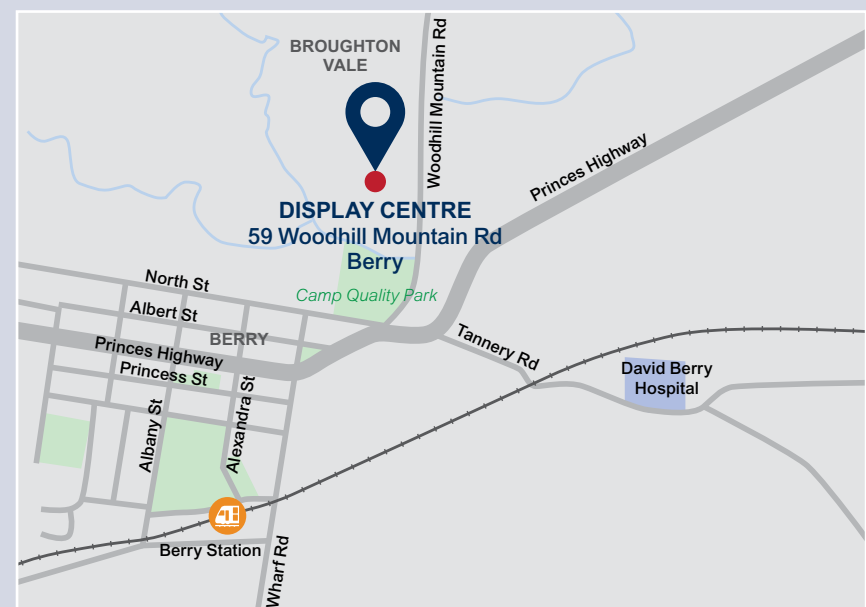 BROUGHTON
VALE
Woodhill Mountain Rd
Princes Highway
DISPLAY CENTRE
59 Woodhill Mountain Rd
Berry
North St
Camp Quality Park
Albert St
BERRY
Princes Highway
Tannery Rd
Princess St
David Berry
Hospital
Albany St
Alexandra St
Berry Station
Wharf Rd